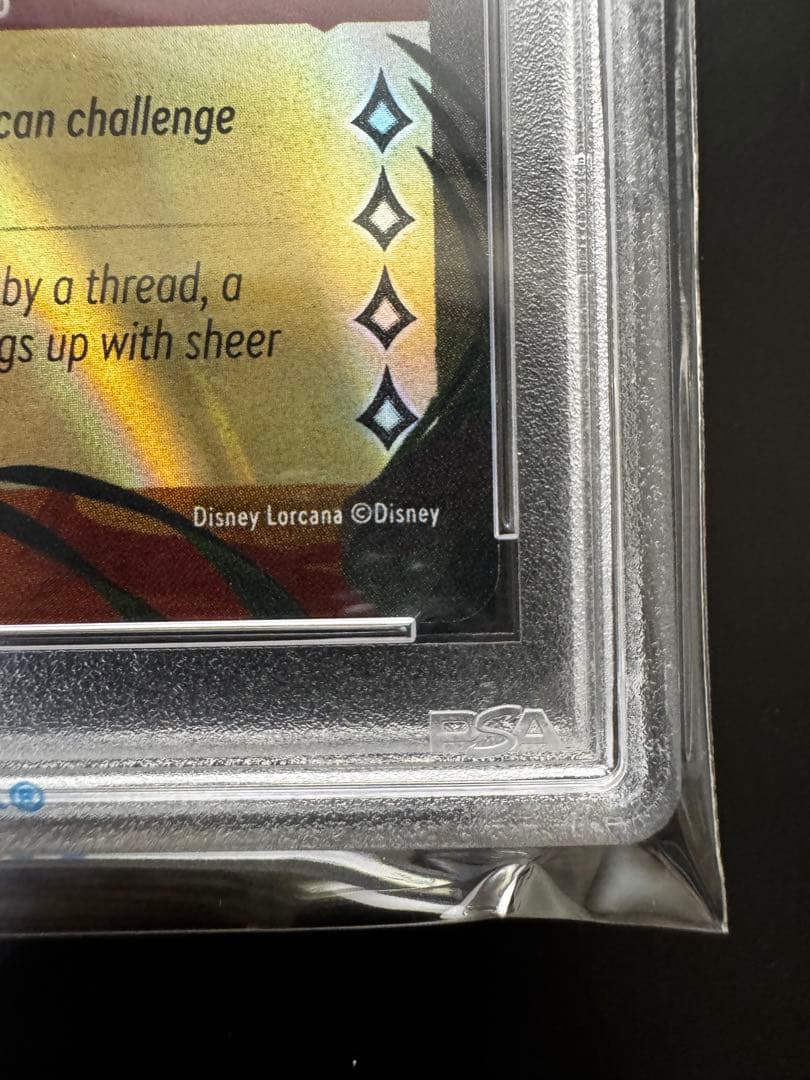 can challenge
by a thread, a
gs up with sheer
Disney Lorcana ©Disney
PSA
®